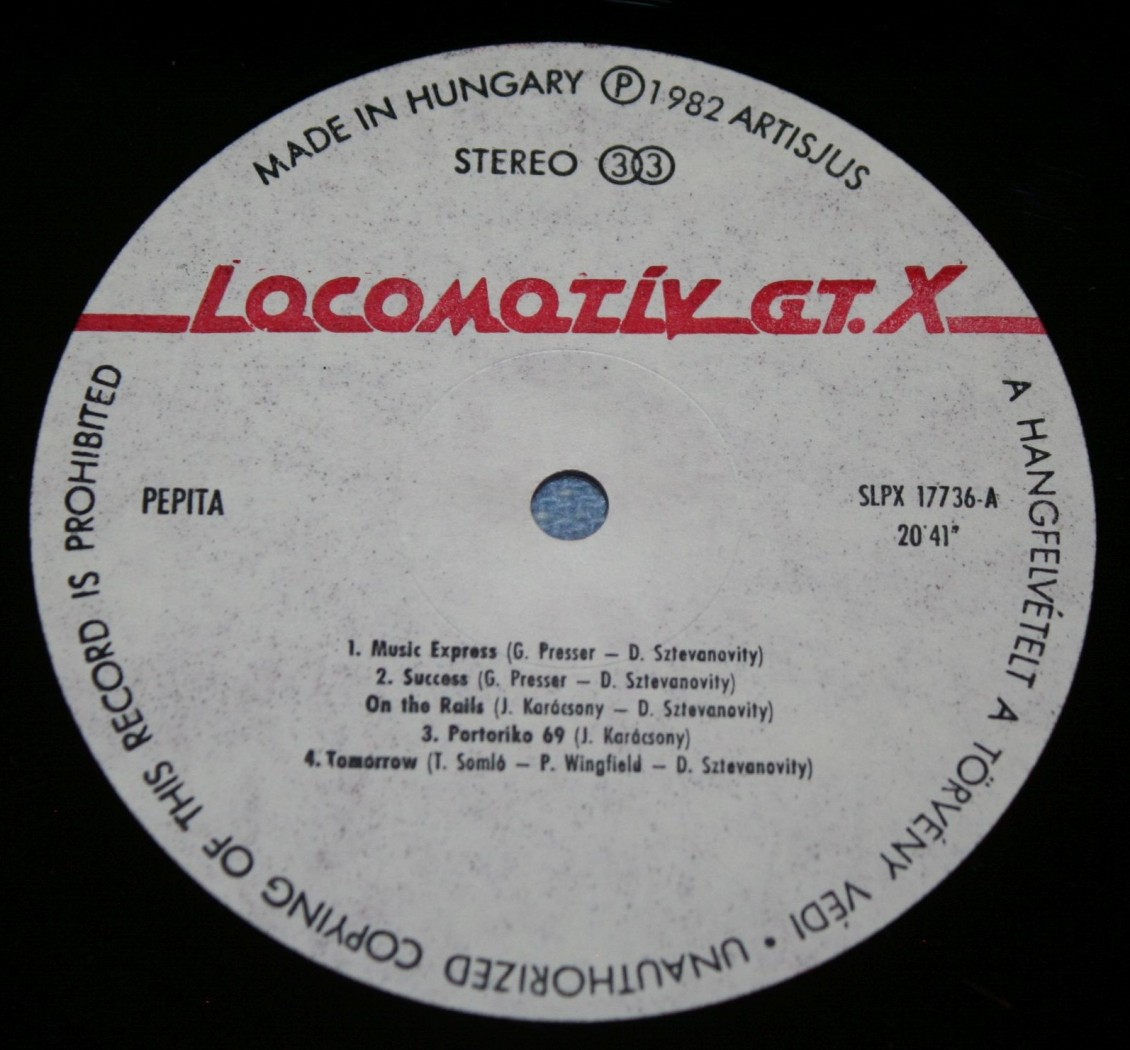 MADE IN HUNGARY Ⓟ 1982 ARTISJUS
STEREO 33
LOCOMOTÍV GT. X
PEPITA
SLPX 17736-A
20'41"
1. Music Express (G. Presser – D. Sztevanovity)
2. Success (G. Presser – D. Sztevanovity)
On the Rails (J. Karácsony – D. Sztevanovity)
3. Portoriko 69 (J. Karácsony)
4. Tomorrow (T. Somló – P. Wingfield – D. Sztevanovity)
A HANGFELVÉTELT A TÖRVÉNY VÉDI • UNAUTHORIZED COPYING OF THIS RECORD IS PROHIBITED